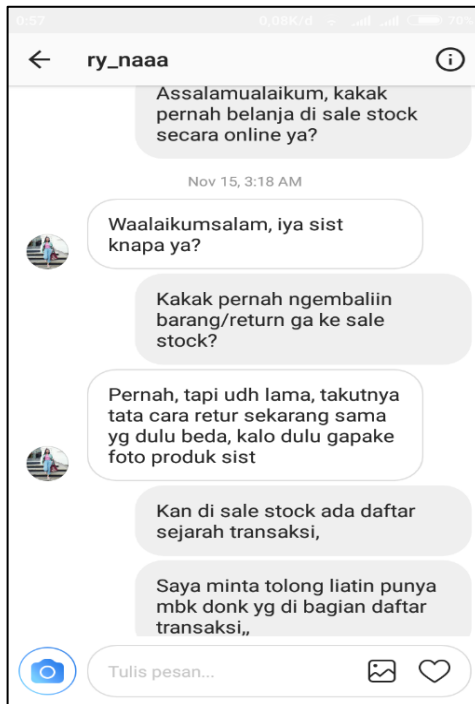 0:57 0,08K/d 70%
ry_naaa
Assalamualaikum, kakak
pernah belanja di sale stock
secara online ya?
Nov 15, 3:18 AM
Waalaikumsalam, iya sist
knapa ya?
Kakak pernah ngembaliin
barang/return ga ke sale
stock?
Pernah, tapi udh lama, takutnya
tata cara retur sekarang sama
yg dulu beda, kalo dulu gapake
foto produk sist
Kan di sale stock ada daftar
sejarah transaksi,
Saya minta tolong liatin punya
mbk donk yg di bagian daftar
transaksi,,
Tulis pesan...